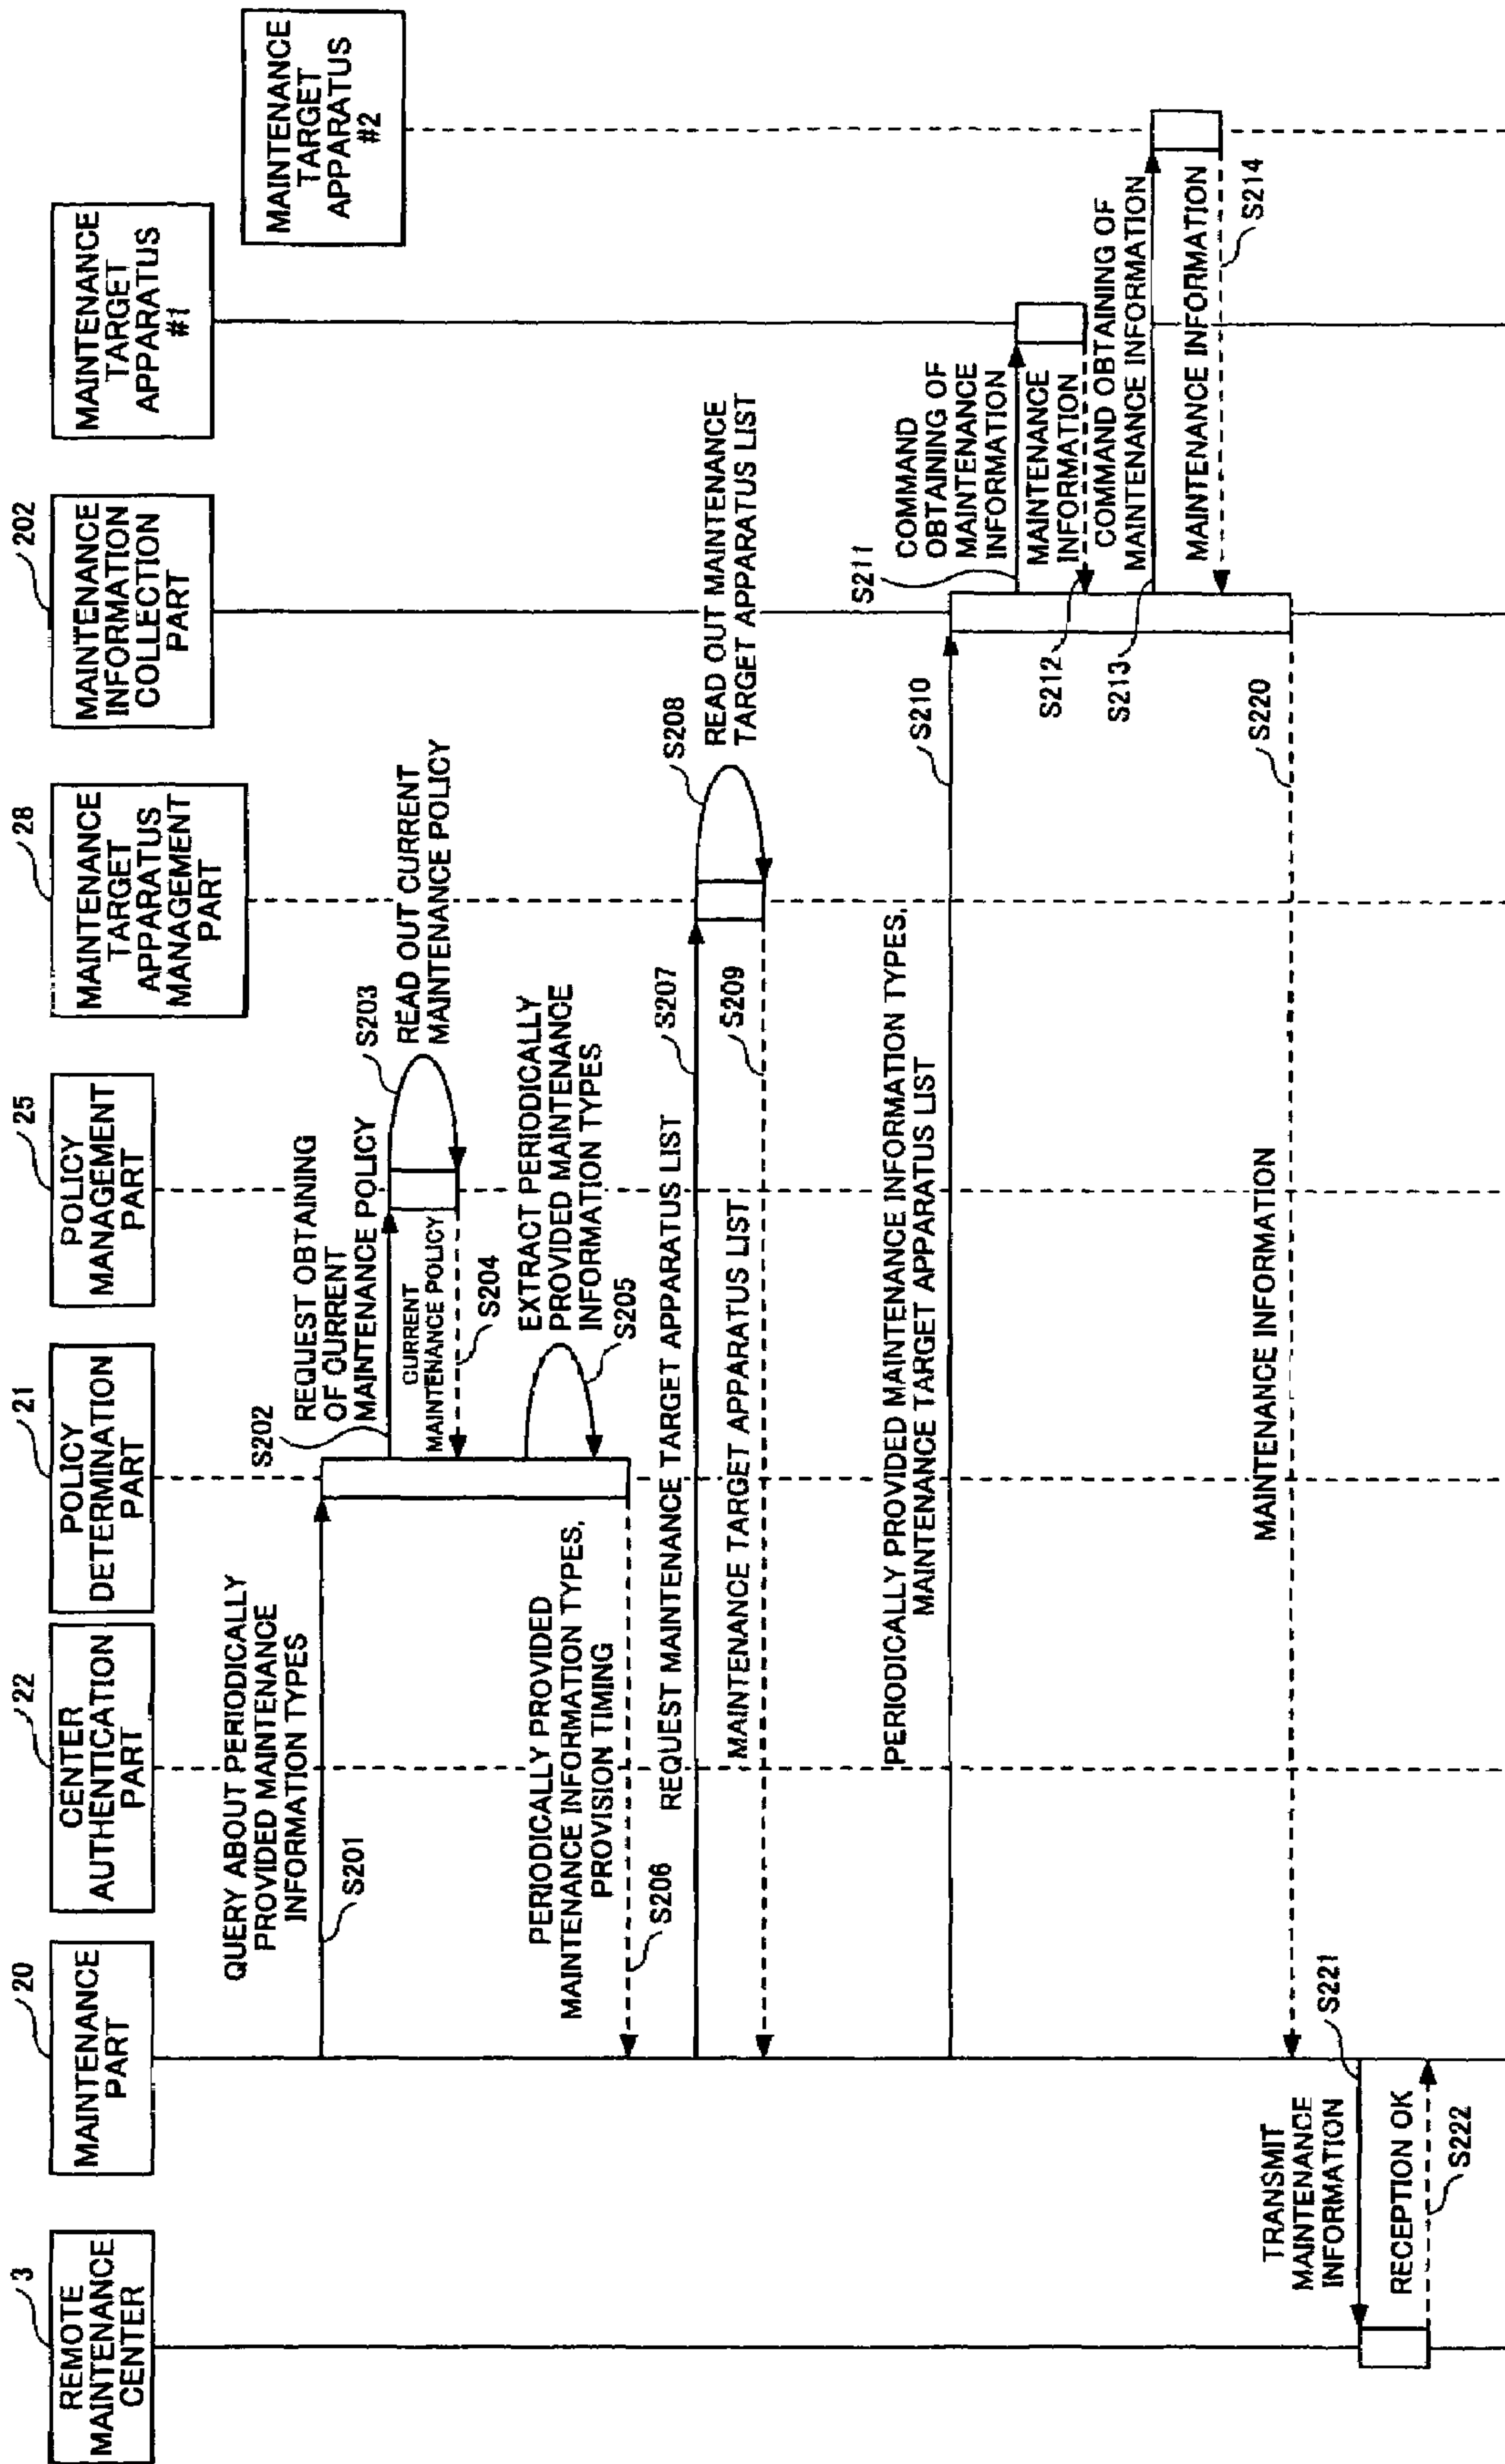 3
REMOTE
MAINTENANCE
CENTER
20
MAINTENANCE
PART
22
CENTER
AUTHENTICATION
PART
21
POLICY
DETERMINATION
PART
25
POLICY
MANAGEMENT
PART
28
MAINTENANCE
TARGET
APPARATUS
MANAGEMENT
PART
202
MAINTENANCE
INFORMATION
COLLECTION
PART
MAINTENANCE
TARGET
APPARATUS
#1
MAINTENANCE
TARGET
APPARATUS
#2
QUERY ABOUT PERIODICALLY
PROVIDED MAINTENANCE
INFORMATION TYPES
S201
S202
REQUEST OBTAINING
OF CURRENT
MAINTENANCE POLICY
S203
READ OUT CURRENT
MAINTENANCE POLICY
CURRENT
MAINTENANCE POLICY
S204
EXTRACT PERIODICALLY
PROVIDED MAINTENANCE
INFORMATION TYPES
S205
PERIODICALLY PROVIDED
MAINTENANCE INFORMATION TYPES,
PROVISION TIMING
S206
REQUEST MAINTENANCE TARGET APPARATUS LIST
S207
S208
READ OUT MAINTENANCE
TARGET APPARATUS LIST
MAINTENANCE TARGET APPARATUS LIST
S209
PERIODICALLY PROVIDED MAINTENANCE INFORMATION TYPES,
MAINTENANCE TARGET APPARATUS LIST
S210
S211
COMMAND
OBTAINING OF
MAINTENANCE
INFORMATION
MAINTENANCE
INFORMATION
S212
COMMAND OBTAINING OF
MAINTENANCE INFORMATION
S213
MAINTENANCE INFORMATION
S214
MAINTENANCE INFORMATION
S220
TRANSMIT
MAINTENANCE
INFORMATION
S221
RECEPTION OK
S222